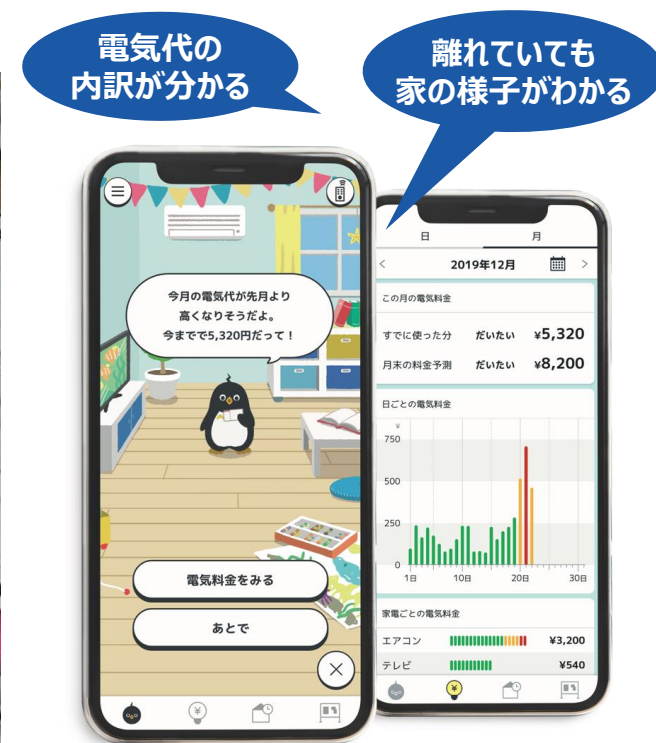 電気代の
内訳が分かる
離れていても
家の様子がわかる
今月の電気代が先月より
高くなりそうだよ。
今までで5,320円だって！
電気料金をみる
あとで
日 月
< 2019年12月 >
この月の電気料金
すでに使った分 だいたい ¥5,320
月末の料金予測 だいたい ¥8,200
日ごとの電気料金
¥
750
500
250
0
1日 10日 20日 30日
家電ごとの電気料金
エアコン ¥3,200
テレビ ¥540